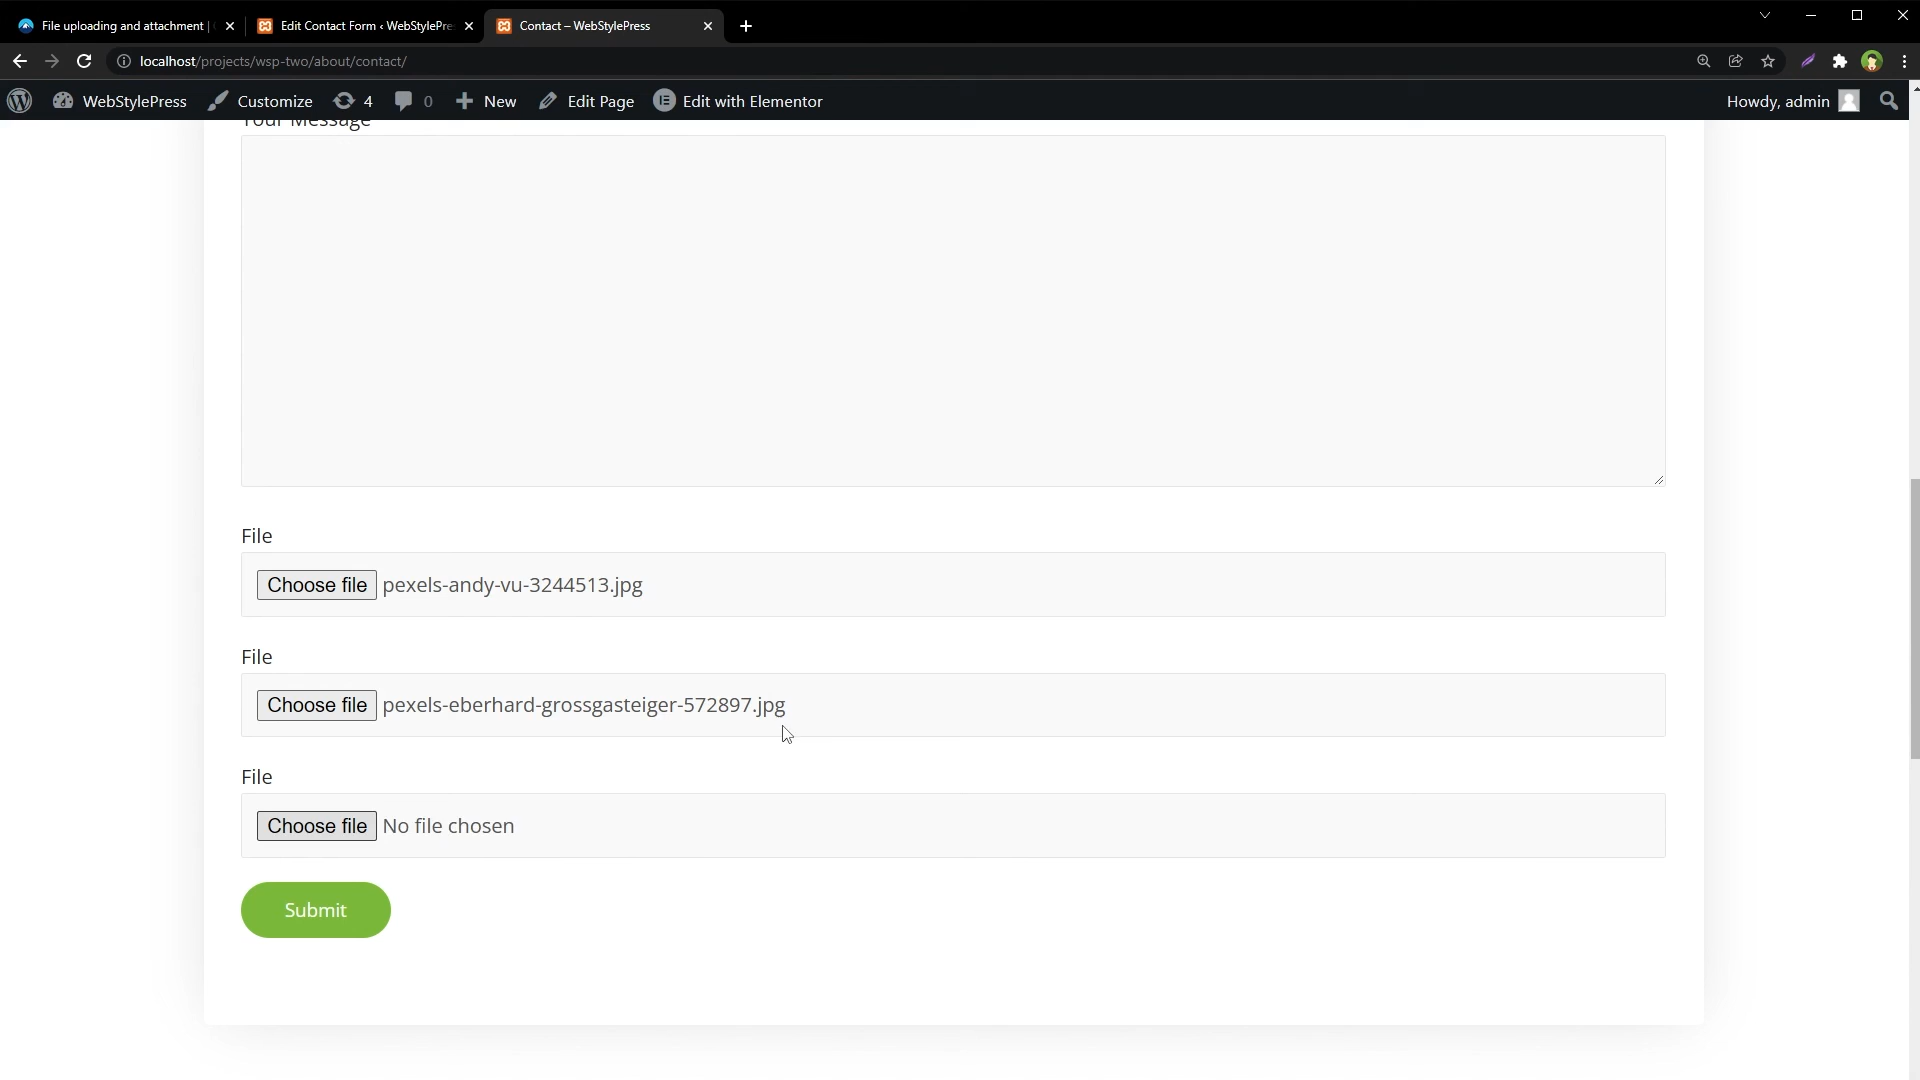 File uploading and attachment |
Edit Contact Form ‹ WebStylePre
Contact – WebStylePress
localhost/projects/wsp-two/about/contact/
WebStylePress Customize 4 0 New Edit Page Edit with Elementor Howdy, admin
Your Message
File
Choose file pexels-andy-vu-3244513.jpg
File
Choose file pexels-eberhard-grossgasteiger-572897.jpg
File
Choose file No file chosen
Submit